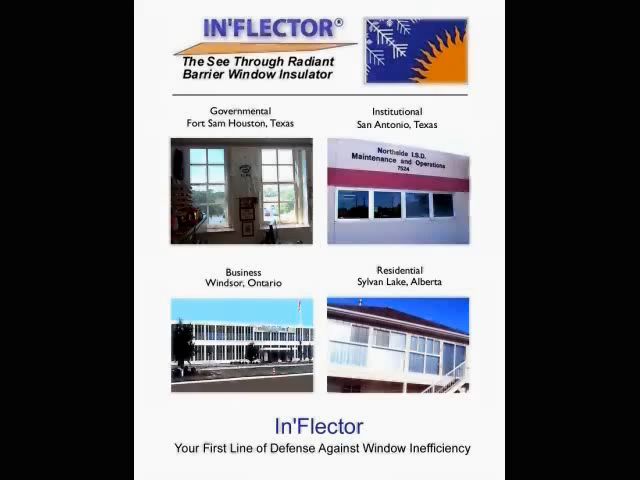 IN'FLECTOR®
The See Through Radiant
Barrier Window Insulator
Governmental
Fort Sam Houston, Texas
Institutional
San Antonio, Texas
Northside I.S.D.
Maintenance and Operations
7524
Business
Windsor, Ontario
Residential
Sylvan Lake, Alberta
In'Flector
Your First Line of Defense Against Window Inefficiency